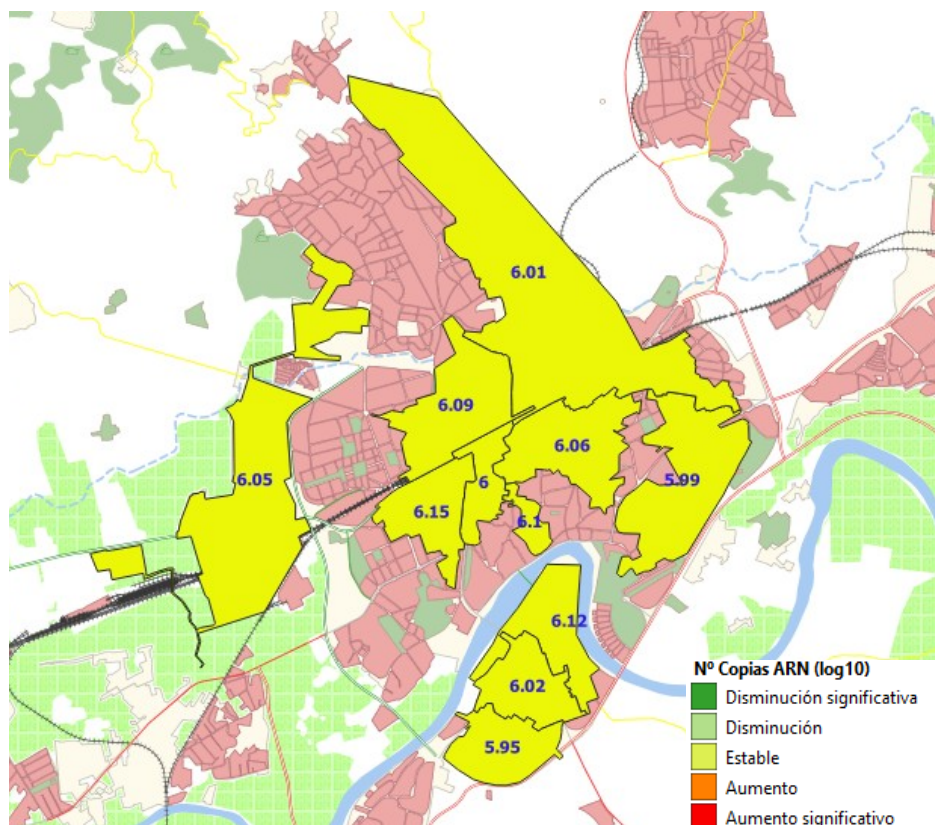 6.01
6.09
6.06
6.05
5.99
6
6.15
6.1
6.12
6.02
5.95
Nº Copias ARN (log10)
Disminución significativa
Disminución
Estable
Aumento
Aumento significativo